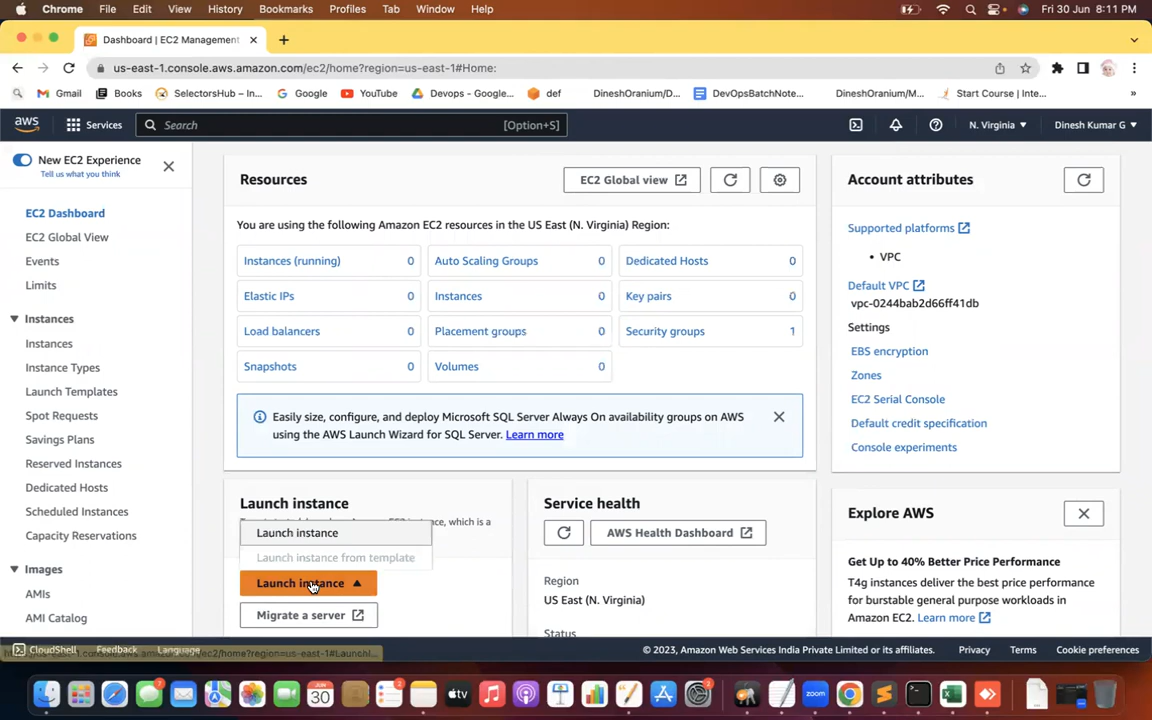 Chrome File Edit View History Bookmarks Profiles Tab Window Help Fri 30 Jun 8:11 PM
Dashboard | EC2 Management
us-east-1.console.aws.amazon.com/ec2/home?region=us-east-1#Home:
Gmail Books SelectorsHub – In... Google YouTube Devops - Google... def DineshOranium/D... DevOpsBatchNote... DineshOranium/M... Start Course | Inte... »
aws Services Search [Option+S] N. Virginia Dinesh Kumar G
New EC2 Experience
Tell us what you think
EC2 Dashboard
EC2 Global View
Events
Limits
Instances
Instances
Instance Types
Launch Templates
Spot Requests
Savings Plans
Reserved Instances
Dedicated Hosts
Scheduled Instances
Capacity Reservations
Images
AMIs
AMI Catalog
Resources
EC2 Global view
You are using the following Amazon EC2 resources in the US East (N. Virginia) Region:
Instances (running) 0 Auto Scaling Groups 0 Dedicated Hosts 0
Elastic IPs 0 Instances 0 Key pairs 0
Load balancers 0 Placement groups 0 Security groups 1
Snapshots 0 Volumes 0
Easily size, configure, and deploy Microsoft SQL Server Always On availability groups on AWS
using the AWS Launch Wizard for SQL Server. Learn more
Launch instance
which is a
Launch instance
Launch instance from template
Launch instance
Migrate a server
Service health
AWS Health Dashboard
Region
US East (N. Virginia)
Status
Account attributes
Supported platforms
• VPC
Default VPC
vpc-0244bab2d66ff41db
Settings
EBS encryption
Zones
EC2 Serial Console
Default credit specification
Console experiments
Explore AWS
Get Up to 40% Better Price Performance
T4g instances deliver the best price performance
for burstable general purpose workloads in
Amazon EC2. Learn more
CloudShell Feedback Language © 2023, Amazon Web Services India Private Limited or its affiliates. Privacy Terms Cookie preferences
JUN
30
2
tv
zoom